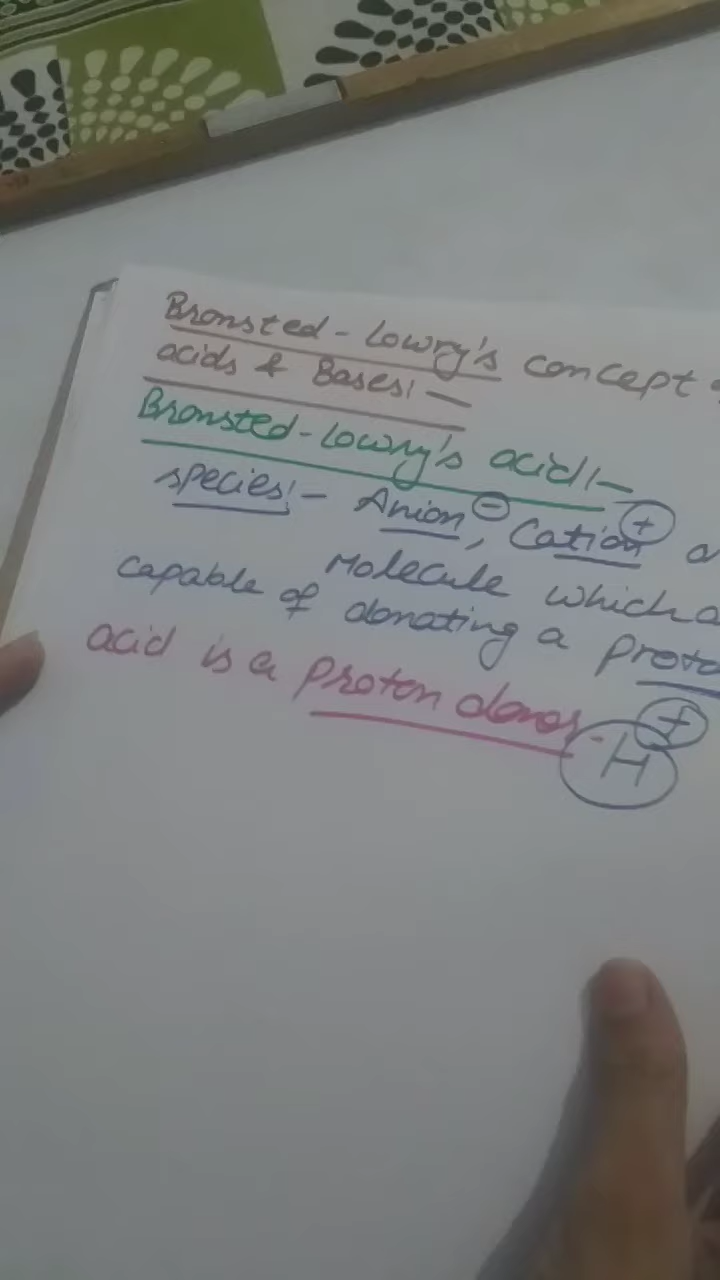 Bronsted-Lowry's concept
acids & Bases:-
Bronsted-Lowry's acid:-
species:- Anion ⊖, Cation ⊕
Molecule which
capable of donating a
acid is a proton donor.
H ⊕